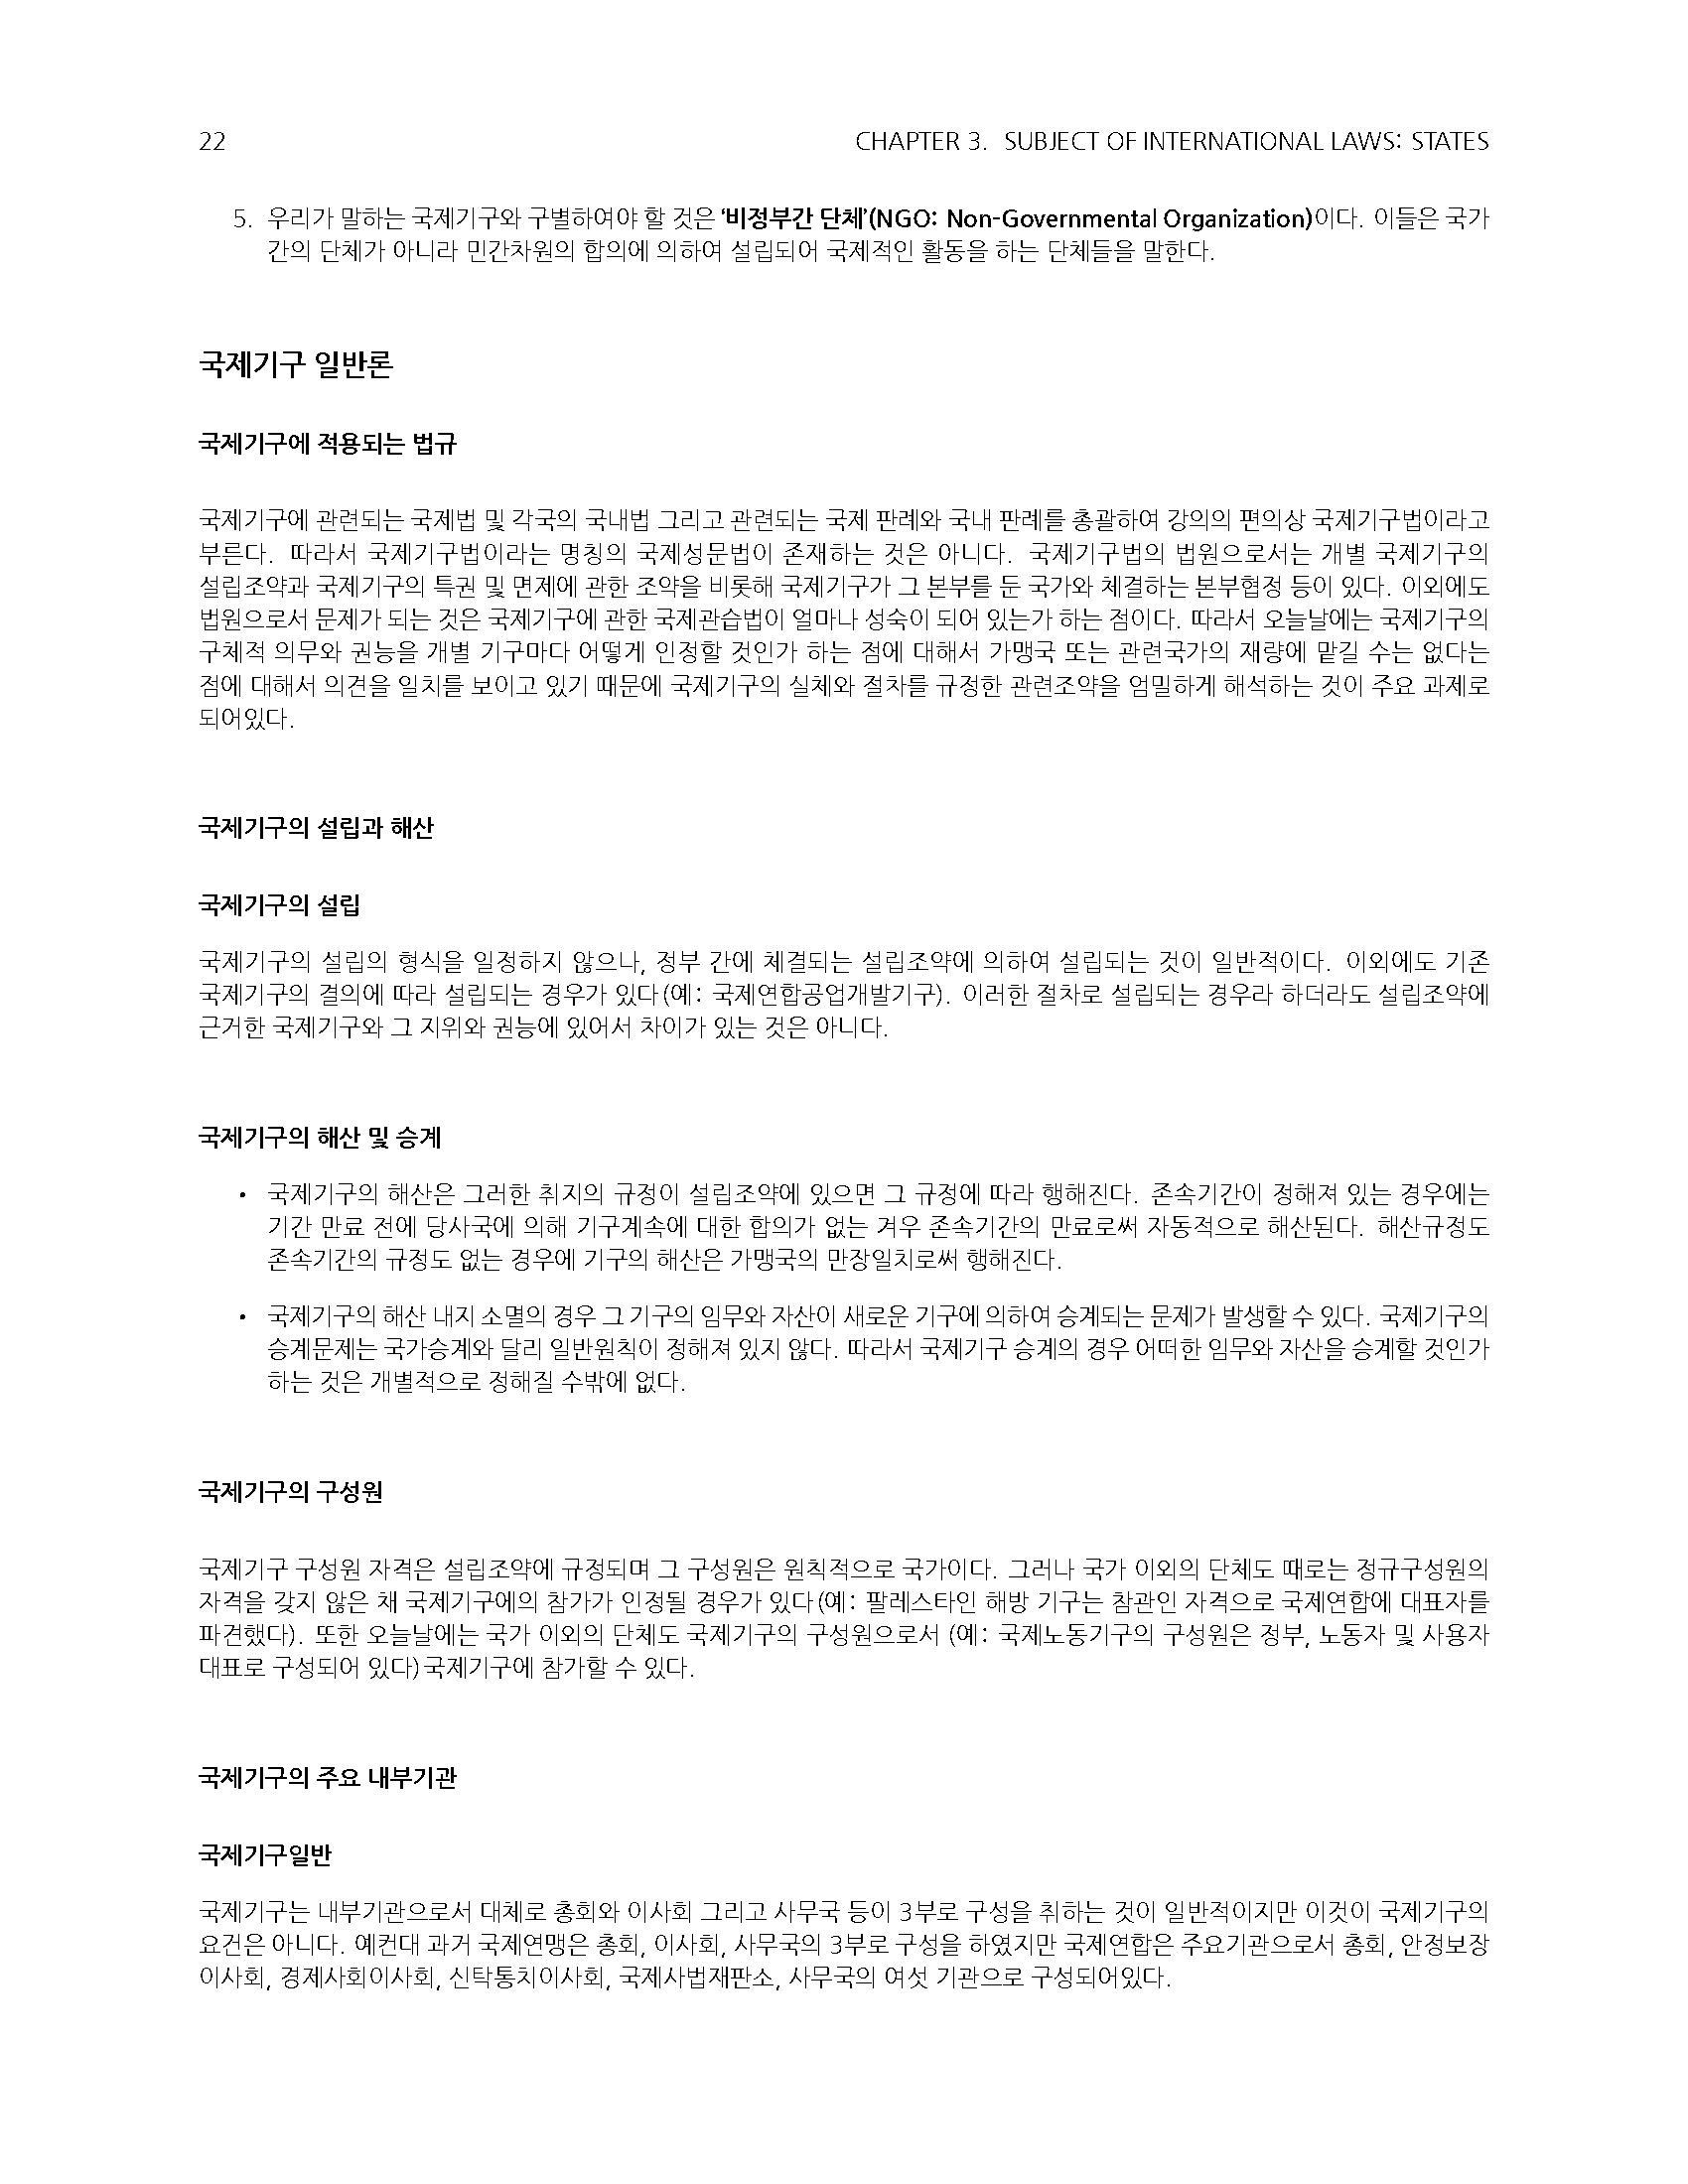 22 CHAPTER 3. SUBJECT OF INTERNATIONAL LAWS: STATES
5. 우리가 말하는 국제기구와 구별하여야 할 것은 ‘비정부간 단체’(NGO: Non-Governmental Organization)이다. 이들은 국가
간의 단체가 아니라 민간차원의 합의에 의하여 설립되어 국제적인 활동을 하는 단체들을 말한다.
국제기구 일반론
국제기구에 적용되는 법규
국제기구에 관련되는 국제법 및 각국의 국내법 그리고 관련되는 국제 판례와 국내 판례를 총괄하여 강의의 편의상 국제기구법이라고
부른다. 따라서 국제기구법이라는 명칭의 국제성문법이 존재하는 것은 아니다. 국제기구법의 법원으로서는 개별 국제기구의
설립조약과 국제기구의 특권 및 면제에 관한 조약을 비롯해 국제기구가 그 본부를 둔 국가와 체결하는 본부협정 등이 있다. 이외에도
법원으로서 문제가 되는 것은 국제기구에 관한 국제관습법이 얼마나 성숙이 되어 있는가 하는 점이다. 따라서 오늘날에는 국제기구의
구체적 의무와 권능을 개별 기구마다 어떻게 인정할 것인가 하는 점에 대해서 가맹국 또는 관련국가의 재량에 맡길 수는 없다는
점에 대해서 의견을 일치를 보이고 있기 때문에 국제기구의 실체와 절차를 규정한 관련조약을 엄밀하게 해석하는 것이 주요 과제로
되어있다.
국제기구의 설립과 해산
국제기구의 설립
국제기구의 설립의 형식을 일정하지 않으나, 정부 간에 체결되는 설립조약에 의하여 설립되는 것이 일반적이다. 이외에도 기존
국제기구의 결의에 따라 설립되는 경우가 있다(예: 국제연합공업개발기구). 이러한 절차로 설립되는 경우라 하더라도 설립조약에
근거한 국제기구와 그 지위와 권능에 있어서 차이가 있는 것은 아니다.
국제기구의 해산 및 승계
• 국제기구의 해산은 그러한 취지의 규정이 설립조약에 있으면 그 규정에 따라 행해진다. 존속기간이 정해져 있는 경우에는
기간 만료 전에 당사국에 의해 기구계속에 대한 합의가 없는 겨우 존속기간의 만료로써 자동적으로 해산된다. 해산규정도
존속기간의 규정도 없는 경우에 기구의 해산은 가맹국의 만장일치로써 행해진다.
• 국제기구의 해산 내지 소멸의 경우 그 기구의 임무와 자산이 새로운 기구에 의하여 승계되는 문제가 발생할 수 있다. 국제기구의
승계문제는 국가승계와 달리 일반원칙이 정해져 있지 않다. 따라서 국제기구 승계의 경우 어떠한 임무와 자산을 승계할 것인가
하는 것은 개별적으로 정해질 수밖에 없다.
국제기구의 구성원
국제기구 구성원 자격은 설립조약에 규정되며 그 구성원은 원칙적으로 국가이다. 그러나 국가 이외의 단체도 때로는 정규구성원의
자격을 갖지 않은 채 국제기구에의 참가가 인정될 경우가 있다(예: 팔레스타인 해방 기구는 참관인 자격으로 국제연합에 대표자를
파견했다). 또한 오늘날에는 국가 이외의 단체도 국제기구의 구성원으로서 (예: 국제노동기구의 구성원은 정부, 노동자 및 사용자
대표로 구성되어 있다)국제기구에 참가할 수 있다.
국제기구의 주요 내부기관
국제기구일반
국제기구는 내부기관으로서 대체로 총회와 이사회 그리고 사무국 등이 3부로 구성을 취하는 것이 일반적이지만 이것이 국제기구의
요건은 아니다. 예컨대 과거 국제연맹은 총회, 이사회, 사무국의 3부로 구성을 하였지만 국제연합은 주요기관으로서 총회, 안정보장
이사회, 경제사회이사회, 신탁통치이사회, 국제사법재판소, 사무국의 여섯 기관으로 구성되어있다.